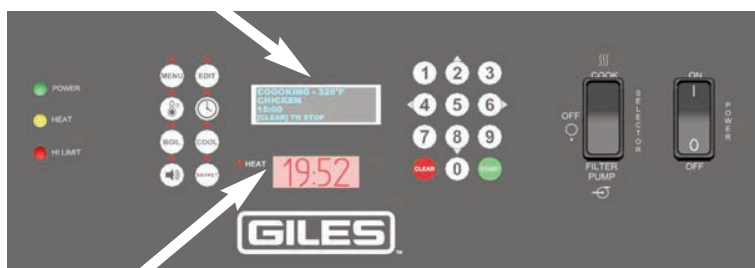 POWER
HEAT
HI LIMIT
MENU EDIT
BOIL COOL
BASKET
COOOKING - 325°F
CHICKEN
15:00
[CLEAR] TO STOP
HEAT 19:52
GILES
1 2 3
4 5 6
7 8 9
CLEAR 0 START
COOK
OFF
SELECTOR
FILTER
PUMP
ON
POWER
OFF